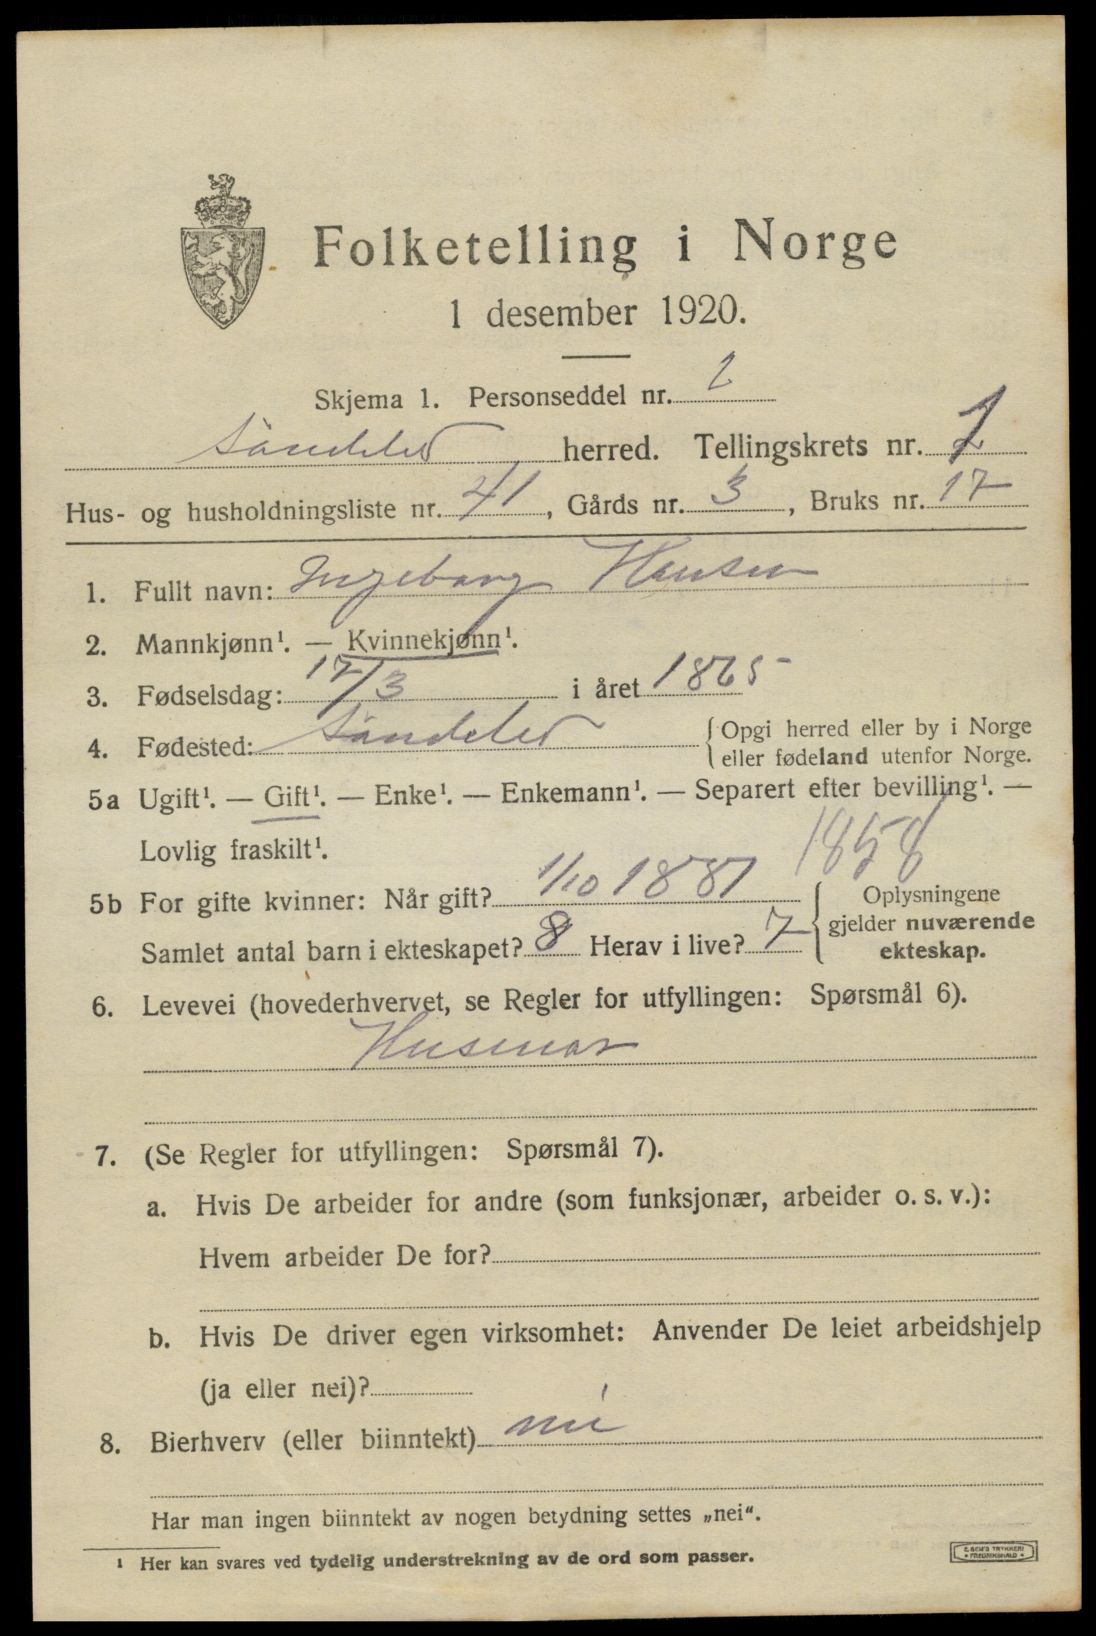 Folketelling i Norge
1 desember 1920.
Skjema 1. Personseddel nr. 2
Søndeled herred. Tellingskrets nr. 1
Hus- og husholdningsliste nr. 41, Gårds nr. 3, Bruks nr. 17
1. Fullt navn: Ingeborg Hansen
2. Mannkjønn¹. — Kvinnekjønn¹.
3. Fødselsdag: 17/3 i året 1865
4. Fødested: Søndeled {Opgi herred eller by i Norge
eller fødeland utenfor Norge.
5a Ugift¹. — Gift¹. — Enke¹. — Enkemann¹. — Separert efter bevilling¹. —
Lovlig fraskilt¹.
1858
5b For gifte kvinner: Når gift? 1/10 1887 { Oplysningene
gjelder nuværende
Samlet antal barn i ekteskapet? 8 Herav i live? 7 ekteskap.
6. Levevei (hovederhvervet, se Regler for utfyllingen: Spørsmål 6).
Husmor
7. (Se Regler for utfyllingen: Spørsmål 7).
a. Hvis De arbeider for andre (som funksjonær, arbeider o. s. v.):
Hvem arbeider De for?
b. Hvis De driver egen virksomhet: Anvender De leiet arbeidshjelp
(ja eller nei)?
8. Bierhverv (eller biinntekt) nei
Har man ingen biinntekt av nogen betydning settes „nei“.
¹ Her kan svares ved tydelig understrekning av de ord som passer.
E. SEM'S TRYKKERI
• FREDRIKSHALD •